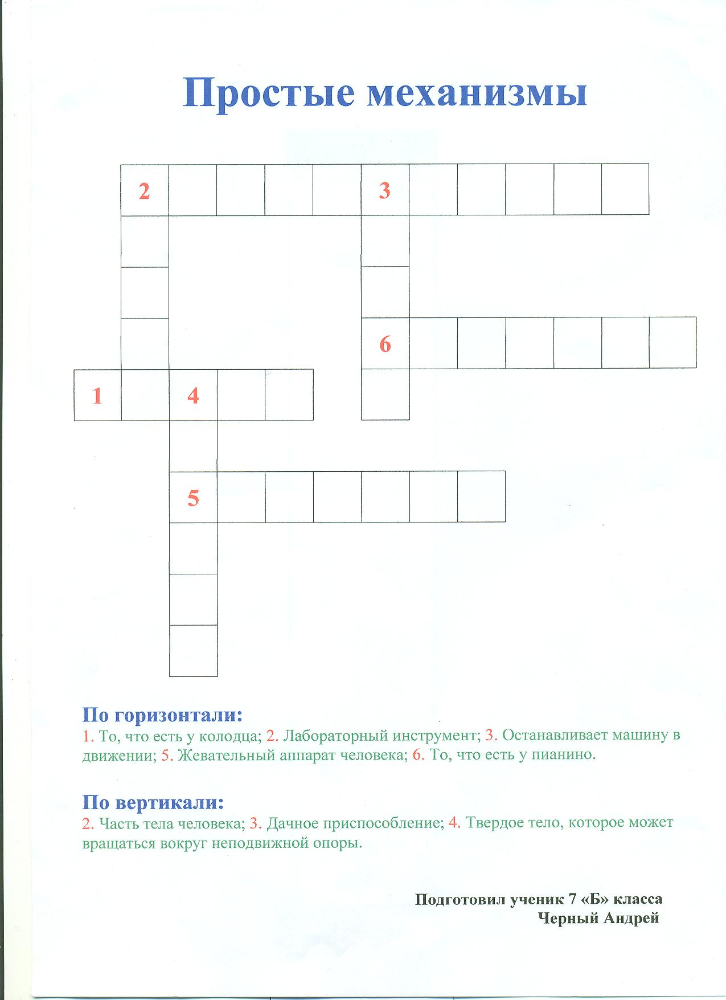 Простые механизмы
2 3
6
1 4
5
По горизонтали:
1. То, что есть у колодца; 2. Лабораторный инструмент; 3. Останавливает машину в
движении; 5. Жевательный аппарат человека; 6. То, что есть у пианино.
По вертикали:
2. Часть тела человека; 3. Дачное приспособление; 4. Твердое тело, которое может
вращаться вокруг неподвижной опоры.
Подготовил ученик 7 «Б» класса
Черный Андрей